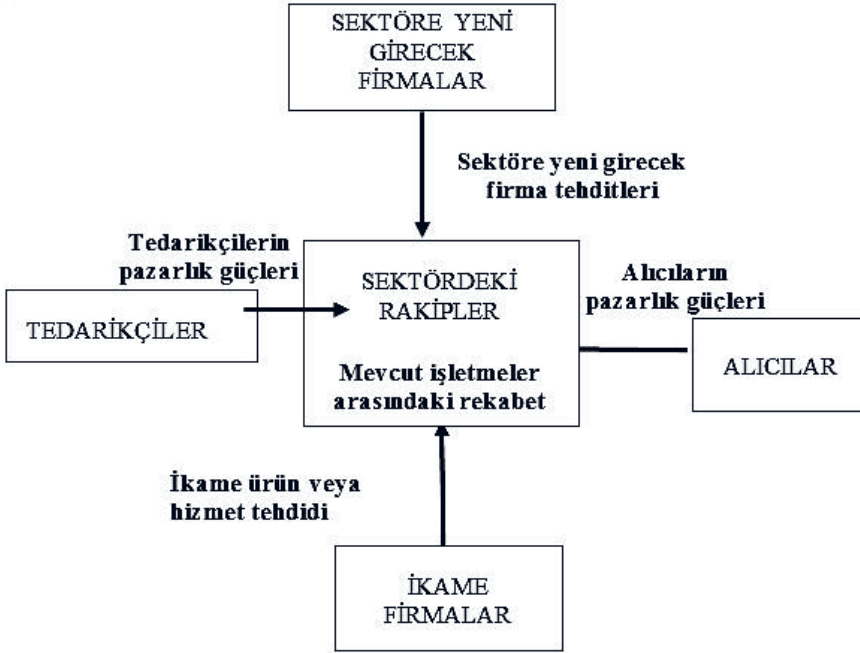 SEKTÖRE YENİ
GİRECEK
FİRMALAR
Sektöre yeni girecek
firma tehditleri
Tedarikçilerin
pazarlık güçleri
TEDARİKÇİLER
SEKTÖRDEKİ
RAKİPLER
Mevcut işletmeler
arasındaki rekabet
Alıcıların
pazarlık güçleri
ALICILAR
İkame ürün veya
hizmet tehdidi
İKAME
FİRMALAR